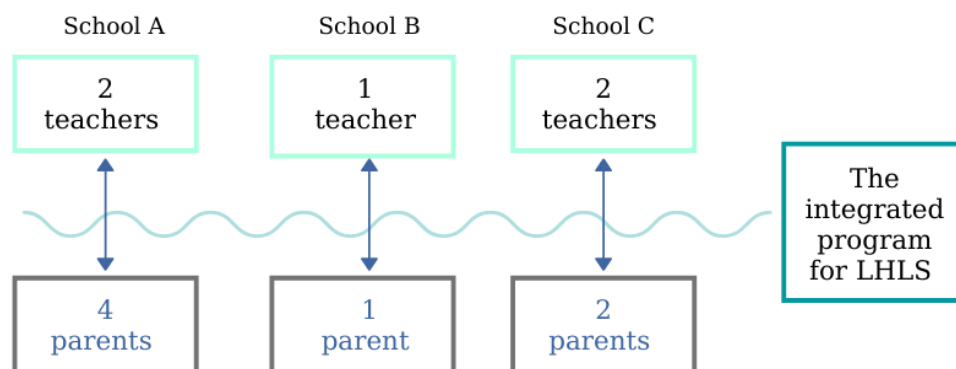 School A
School B
School C
2
teachers
1
teacher
2
teachers
The
integrated
program
for LHLS
4
parents
1
parent
2
parents